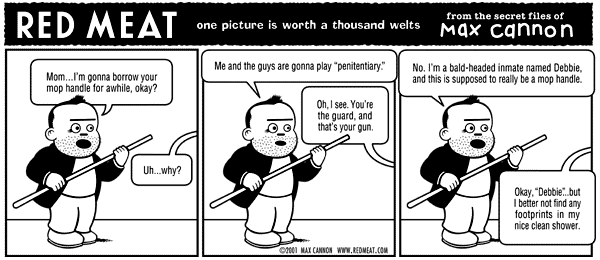 RED MEAT
one picture is worth a thousand welts
from the secret files of
Max Cannon
Mom...I'm gonna borrow your
mop handle for awhile, okay?
Uh...why?
Me and the guys are gonna play "penitentiary."
Oh, I see. You're
the guard, and
that's your gun.
©2001 MAX CANNON WWW.REDMEAT.COM
No. I'm a bald-headed inmate named Debbie,
and this is supposed to really be a mop handle.
Okay, "Debbie"...but
I better not find any
footprints in my
nice clean shower.